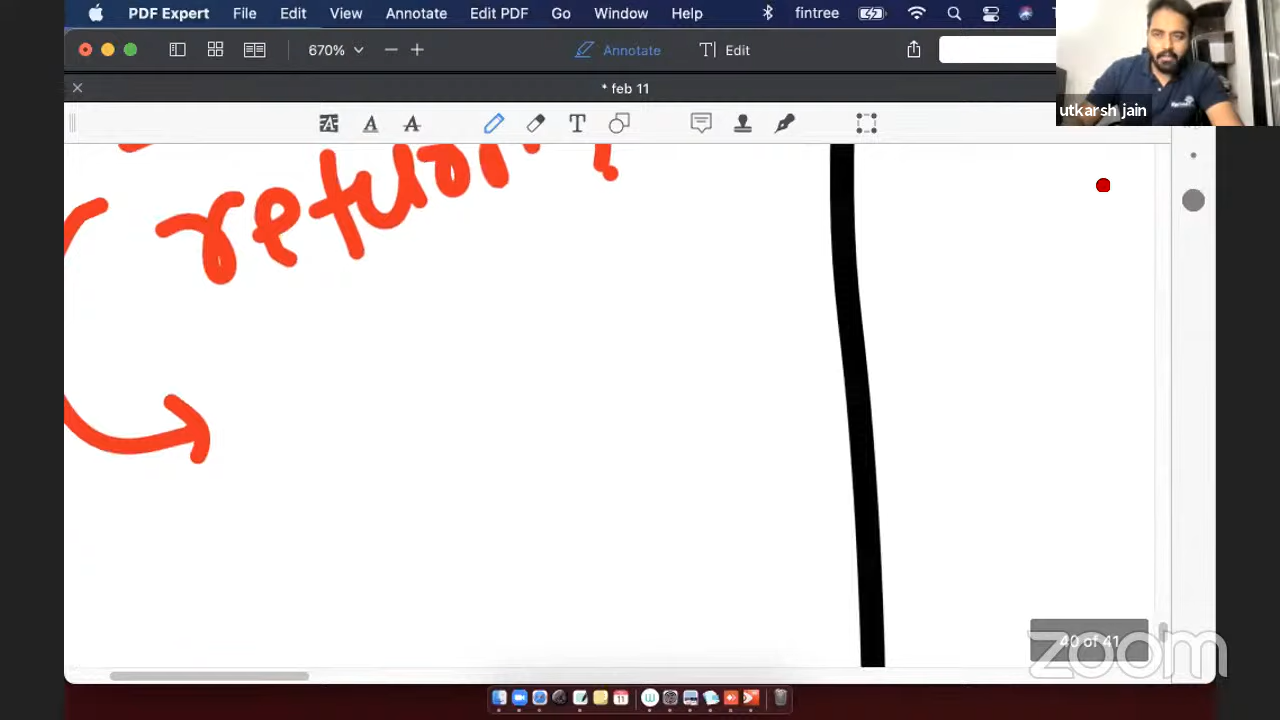 PDF Expert File Edit View Annotate Edit PDF Go Window Help fintree
670% Annotate T Edit
* feb 11
utkarsh jain
T
return,
40 of 41
zoom